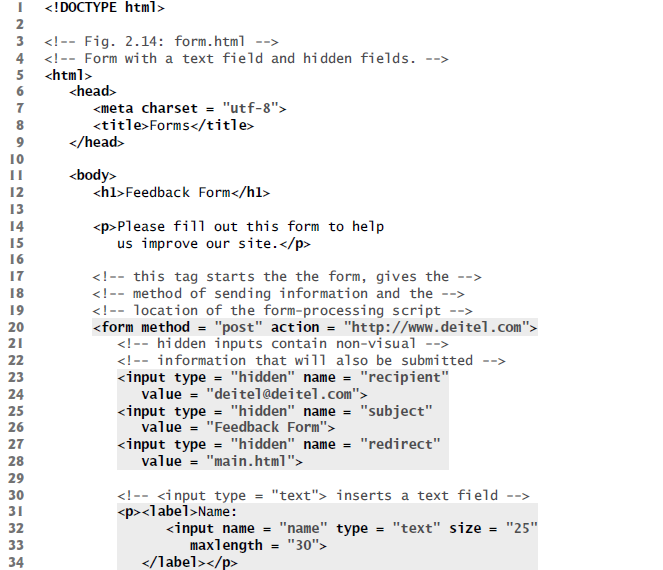 1 <!DOCTYPE html>
2
3 <!-- Fig. 2.14: form.html -->
4 <!-- Form with a text field and hidden fields. -->
5 <html>
6 <head>
7 <meta charset = "utf-8">
8 <title>Forms</title>
9 </head>
10
11 <body>
12 <h1>Feedback Form</h1>
13
14 <p>Please fill out this form to help
15 us improve our site.</p>
16
17 <!-- this tag starts the the form, gives the -->
18 <!-- method of sending information and the -->
19 <!-- location of the form-processing script -->
20 <form method = "post" action = "http://www.deitel.com">
21 <!-- hidden inputs contain non-visual -->
22 <!-- information that will also be submitted -->
23 <input type = "hidden" name = "recipient"
24 value = "deitel@deitel.com">
25 <input type = "hidden" name = "subject"
26 value = "Feedback Form">
27 <input type = "hidden" name = "redirect"
28 value = "main.html">
29
30 <!-- <input type = "text"> inserts a text field -->
31 <p><label>Name:
32 <input name = "name" type = "text" size = "25"
33 maxlength = "30">
34 </label></p>